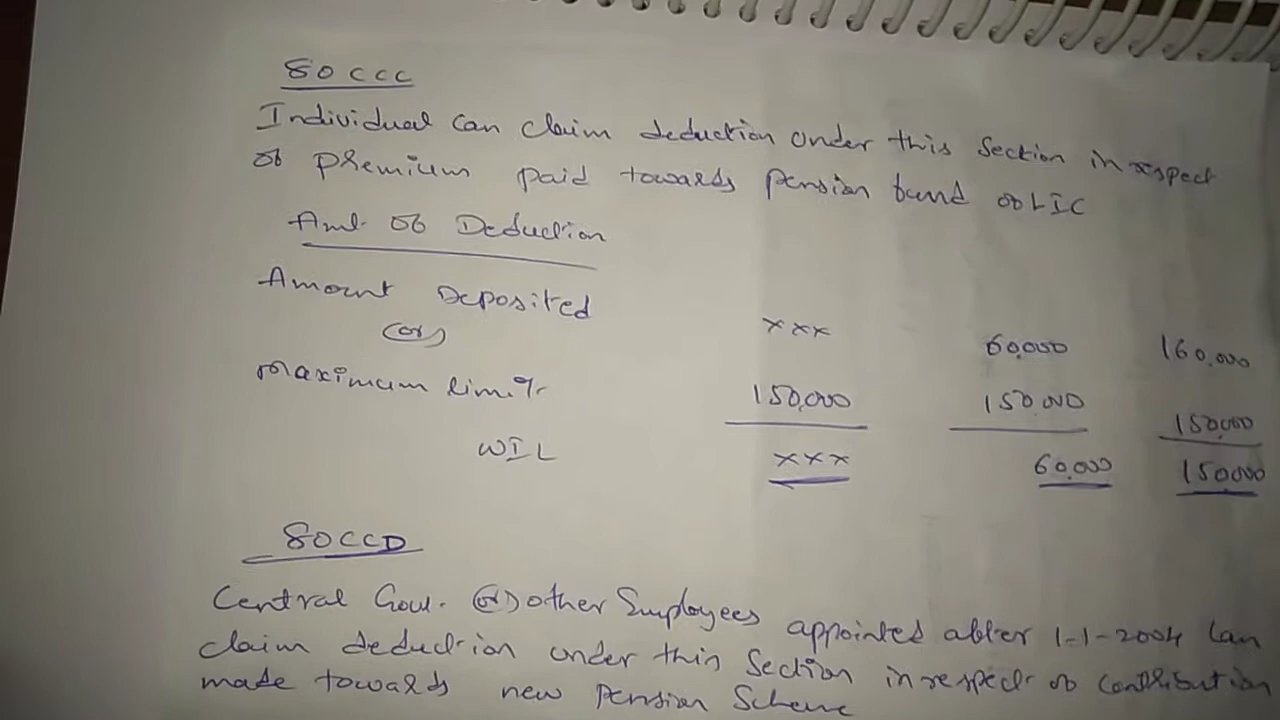 80 CCC
Individual can claim deduction under this section in respect
of premium paid towards pension fund of LIC
Amt. of Deduction
Amount Deposited xxx 60,000 160,000
(or)
Maximum limit 150,000 150,000 150,000
WIL xxx 60,000 150,000
80CCD
Central Govt. (or) other Employees appointed after 1-1-2004 can
claim deduction under this section in respect of contribution
made towards new pension scheme